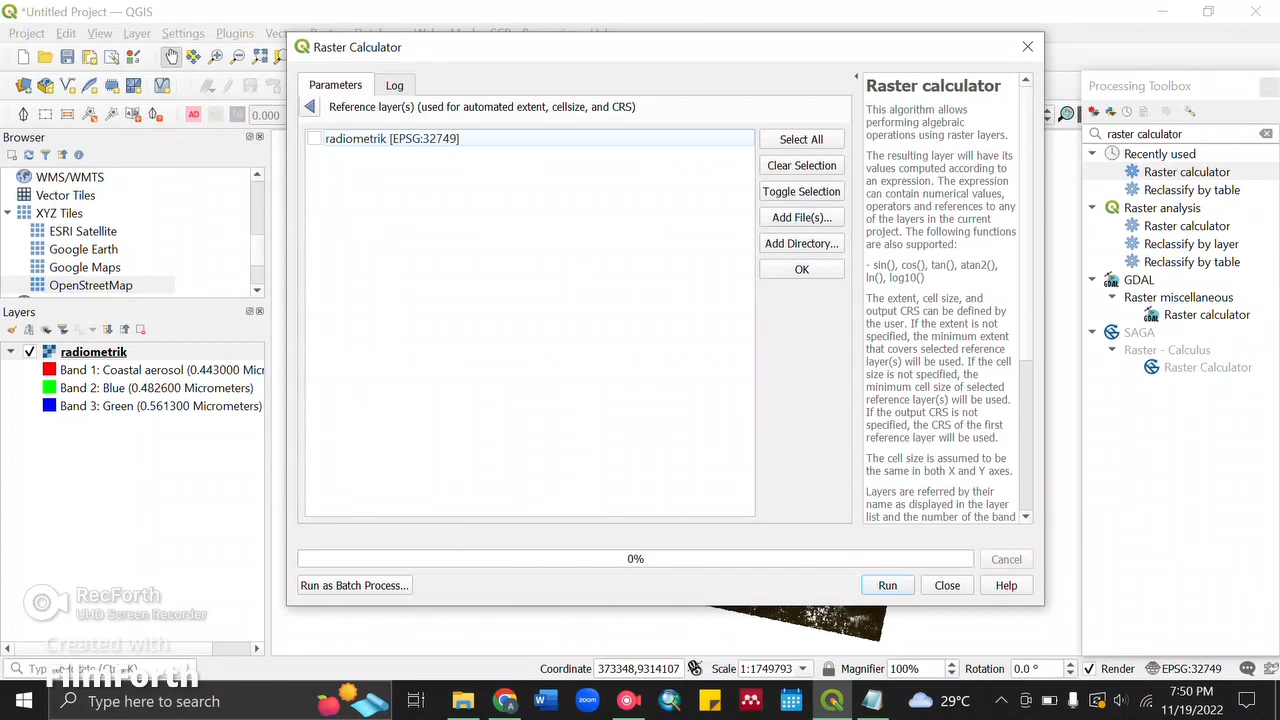 *Untitled Project — QGIS
Project Edit View Layer Settings Plugins
Raster Calculator
Parameters
Log
Reference layer(s) (used for automated extent, cellsize, and CRS)
radiometrik [EPSG:32749]
Select All
Clear Selection
Toggle Selection
Add File(s)...
Add Directory...
OK
0%
Cancel
Run as Batch Process...
Run
Close
Help
Raster calculator
This algorithm allows
performing algebraic
operations using raster layers.
The resulting layer will have its
values computed according to
an expression. The expression
can contain numerical values,
operators and references to any
of the layers in the current
project. The following functions
are also supported:
- sin(), cos(), tan(), atan2(),
ln(), log10()
The extent, cell size, and
output CRS can be defined by
the user. If the extent is not
specified, the minimum extent
that covers selected reference
layer(s) will be used. If the cell
size is not specified, the
minimum cell size of selected
reference layer(s) will be used.
If the output CRS is not
specified, the CRS of the first
reference layer will be used.
The cell size is assumed to be
the same in both X and Y axes.
Layers are referred by their
name as displayed in the layer
list and the number of the band
AD
0.000
Browser
WMS/WMTS
Vector Tiles
XYZ Tiles
ESRI Satellite
Google Earth
Google Maps
OpenStreetMap
Layers
radiometrik
Band 1: Coastal aerosol (0.443000 Micr
Band 2: Blue (0.482600 Micrometers)
Band 3: Green (0.561300 Micrometers)
Processing Toolbox
raster calculator
Recently used
Raster calculator
Reclassify by table
Raster analysis
Raster calculator
Reclassify by layer
Reclassify by table
GDAL
Raster miscellaneous
GDAL
Raster calculator
SAGA
Raster - Calculus
Raster Calculator
RecForth
UHD Screen Recorder
Created with
FilmForth
Coordinate 373348,9314107 Scale 1:1749793 Magnifier 100% Rotation 0.0 ° Render EPSG:32749
Type here to search
zoom
29°C
7:50 PM
11/19/2022